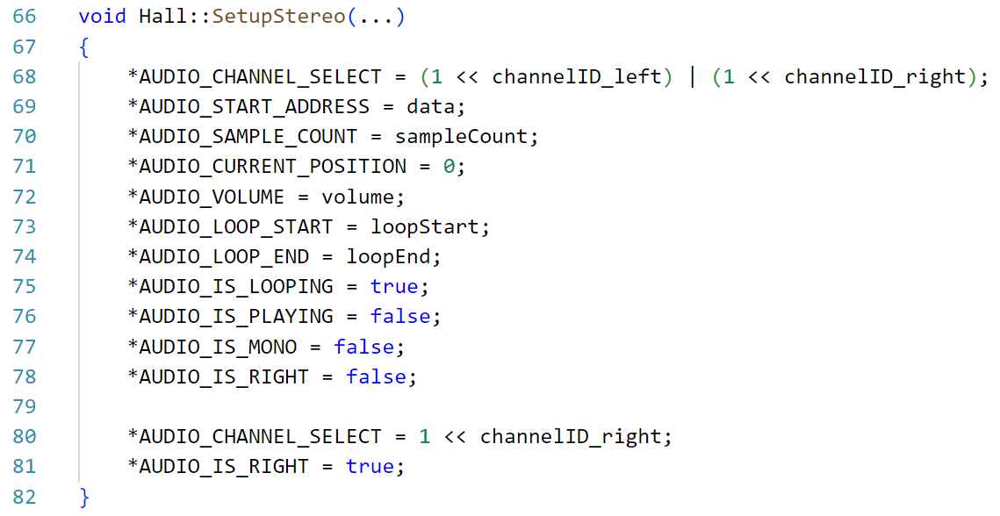 66 void Hall::SetupStereo(...)
67 {
68 *AUDIO_CHANNEL_SELECT = (1 << channelID_left) | (1 << channelID_right);
69 *AUDIO_START_ADDRESS = data;
70 *AUDIO_SAMPLE_COUNT = sampleCount;
71 *AUDIO_CURRENT_POSITION = 0;
72 *AUDIO_VOLUME = volume;
73 *AUDIO_LOOP_START = loopStart;
74 *AUDIO_LOOP_END = loopEnd;
75 *AUDIO_IS_LOOPING = true;
76 *AUDIO_IS_PLAYING = false;
77 *AUDIO_IS_MONO = false;
78 *AUDIO_IS_RIGHT = false;
79
80 *AUDIO_CHANNEL_SELECT = 1 << channelID_right;
81 *AUDIO_IS_RIGHT = true;
82 }